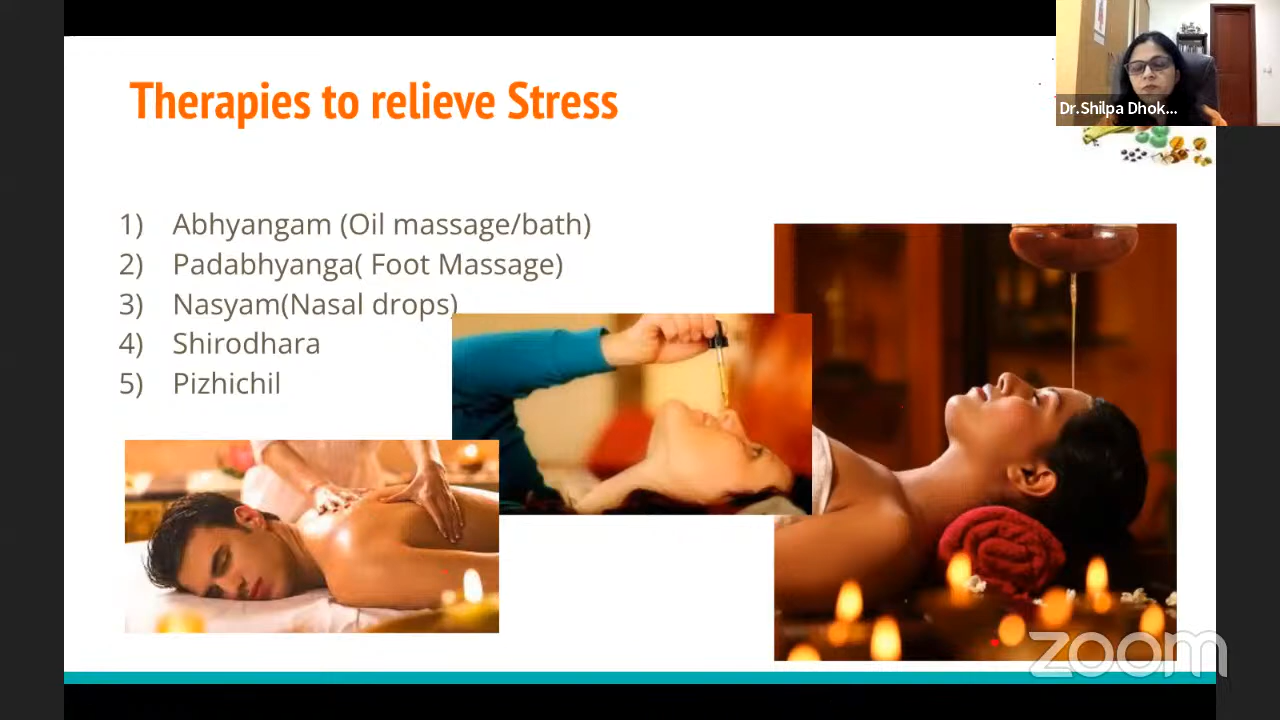 Therapies to relieve Stress
Dr.Shilpa Dhok...
1) Abhyangam (Oil massage/bath)
2) Padabhyanga( Foot Massage)
3) Nasyam(Nasal drops)
4) Shirodhara
5) Pizhichil
zoom